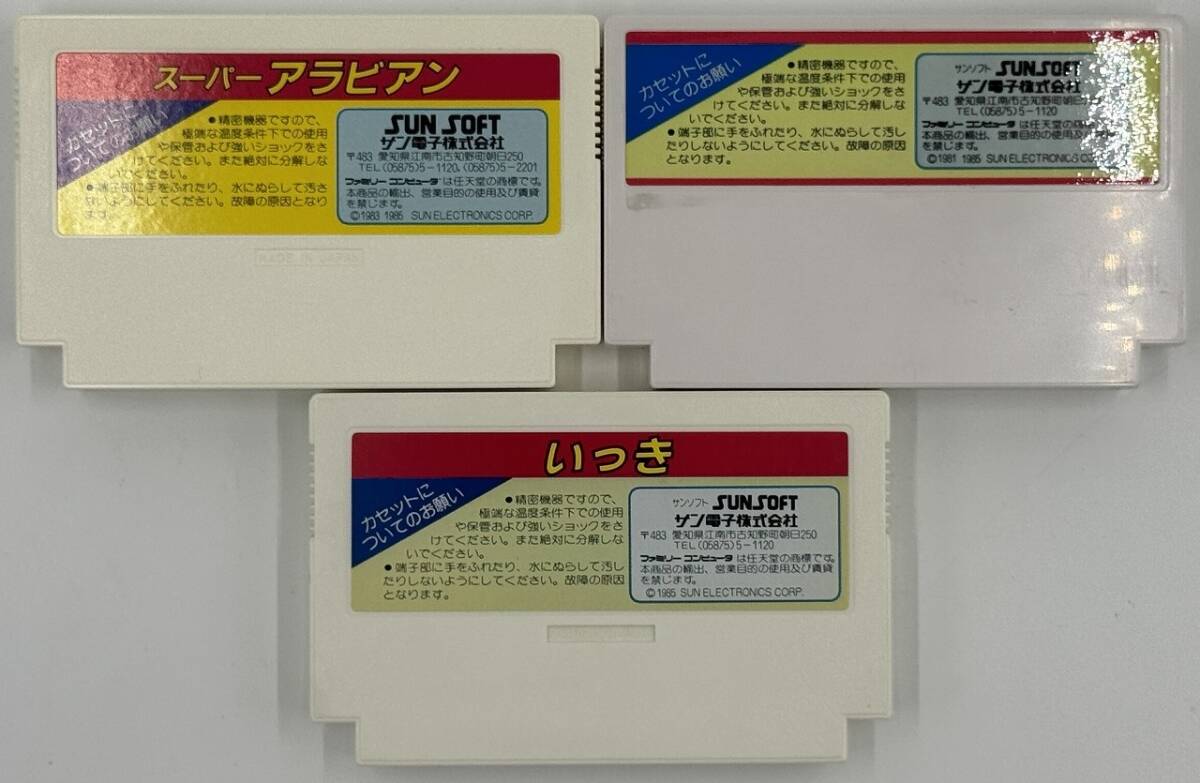 スーパー アラビアン
カセットに
ついてのお願い
●精密機器ですので、
極端な温度条件下での使用
や保管および強いショックをさ
けてください。また絶対に分解しな
いでください。
●端子部に手をふれたり、水にぬらして汚さ
ないようにしてください。故障の原因となり
ます。
SUN SOFT
サン電子株式会社
〒483 愛知県江南市古知野町朝日250
TEL(05875)5-1120、(05875)5-2201
ファミリー コンピュータ は任天堂の商標です。
本商品の輸出、営業目的の使用及び賃貸
を禁じます。
©1983 1985 SUN ELECTRONICS CORP.
カセットに
ついてのお願い
●精密機器ですので、
極端な温度条件下での使用
や保管および強いショックをさ
けてください。また絶対に分解しな
いでください。
●端子部に手をふれたり、水にぬらして汚し
たりしないようにしてください。故障の原因
となります。
サンソフト SUNSOFT
サン電子株式会社
〒483 愛知県江南市古知野町朝日
TEL (05875)5-1120
ファミリー コンピュータ は任天堂の
本商品の輸出、営業目的の使用及び
を禁じます。
©1981 1985 SUN ELECTRONICS
いっき
カセットに
ついてのお願い
●精密機器ですので、
極端な温度条件下での使用
や保管および強いショックをさ
けてください。また絶対に分解しな
いでください。
●端子部に手をふれたり、水にぬらして汚し
たりしないようにしてください。故障の原因
となります。
サンソフト SUNSOFT
サン電子株式会社
〒483 愛知県江南市古知野町朝日250
TEL (05875)5-1120
ファミリー コンピュータ は任天堂の商標です。
本商品の輸出、営業目的の使用及び賃貸
を禁じます。
©1985 SUN ELECTRONICS CORP.